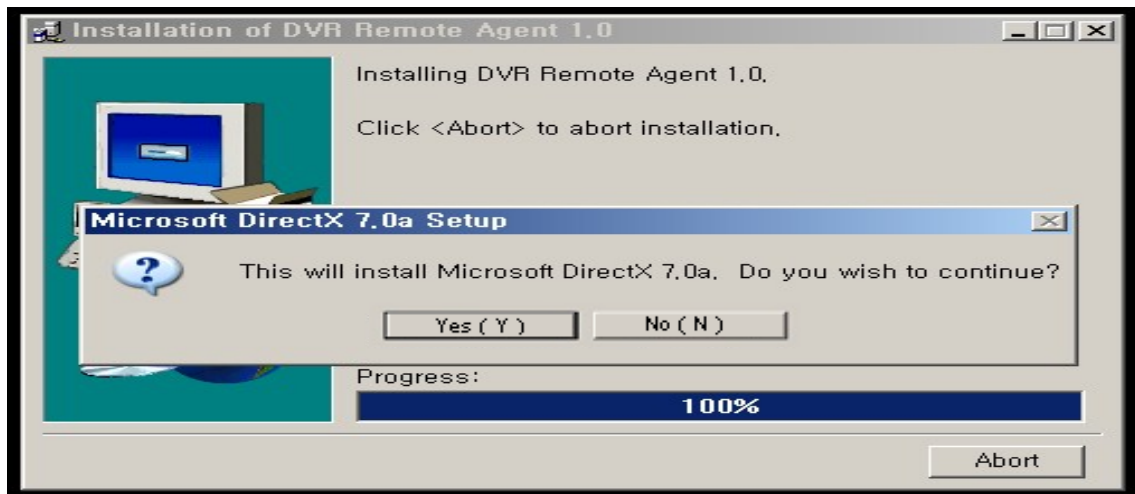 Installation of DVR Remote Agent 1.0
Installing DVR Remote Agent 1.0.
Click <Abort> to abort installation.
Microsoft DirectX 7.0a Setup
This will install Microsoft DirectX 7.0a. Do you wish to continue?
Yes ( Y ) No ( N )
Progress:
100%
Abort